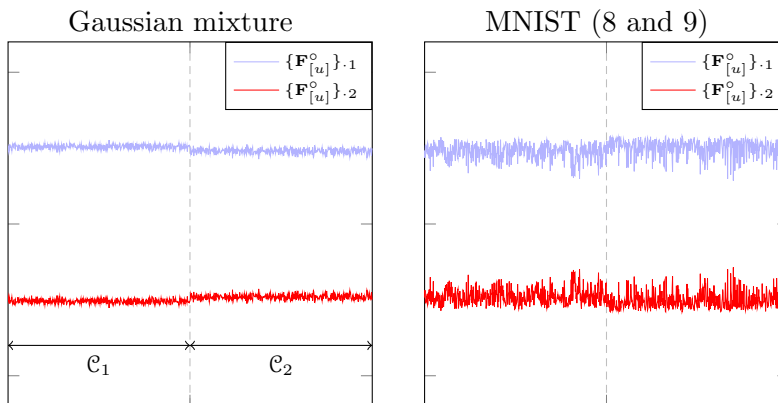 Gaussian mixture
{F°[u]}·1
{F°[u]}·2
C1
C2
MNIST (8 and 9)
{F°[u]}·1
{F°[u]}·2